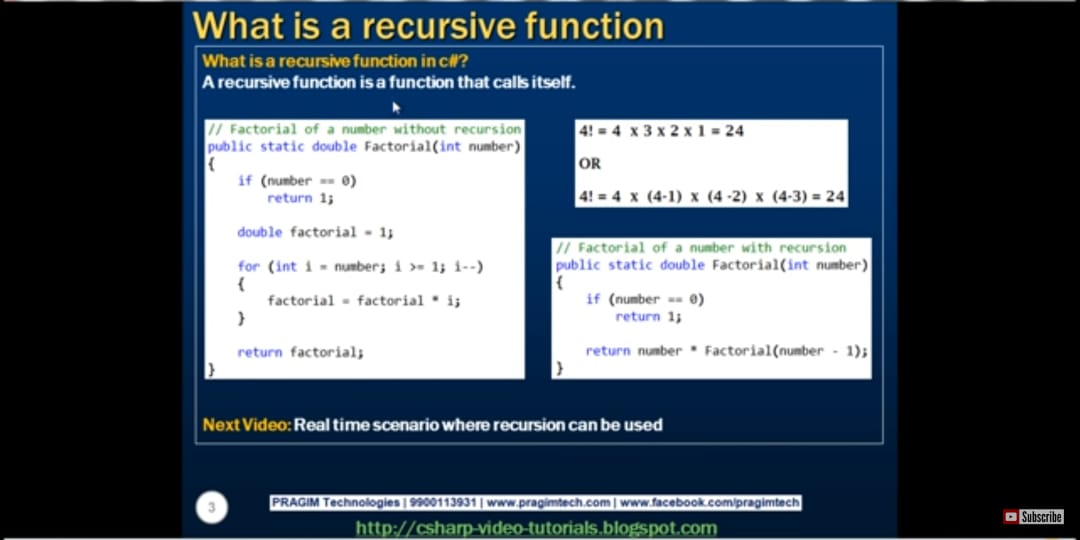 What is a recursive function
What is a recursive function in c#?
A recursive function is a function that calls itself.
// Factorial of a number without recursion
public static double Factorial(int number)
{
if (number == 0)
return 1;
double factorial = 1;
for (int i = number; i >= 1; i--)
{
factorial = factorial * i;
}
return factorial;
}
4! = 4 x 3 x 2 x 1 = 24
OR
4! = 4 x (4-1) x (4 -2) x (4-3) = 24
// Factorial of a number with recursion
public static double Factorial(int number)
{
if (number == 0)
return 1;
return number * Factorial(number - 1);
}
Next Video: Real time scenario where recursion can be used
3
PRAGIM Technologies | 9900113931 | www.pragimtech.com | www.facebook.com/pragimtech
http://csharp-video-tutorials.blogspot.com
Subscribe